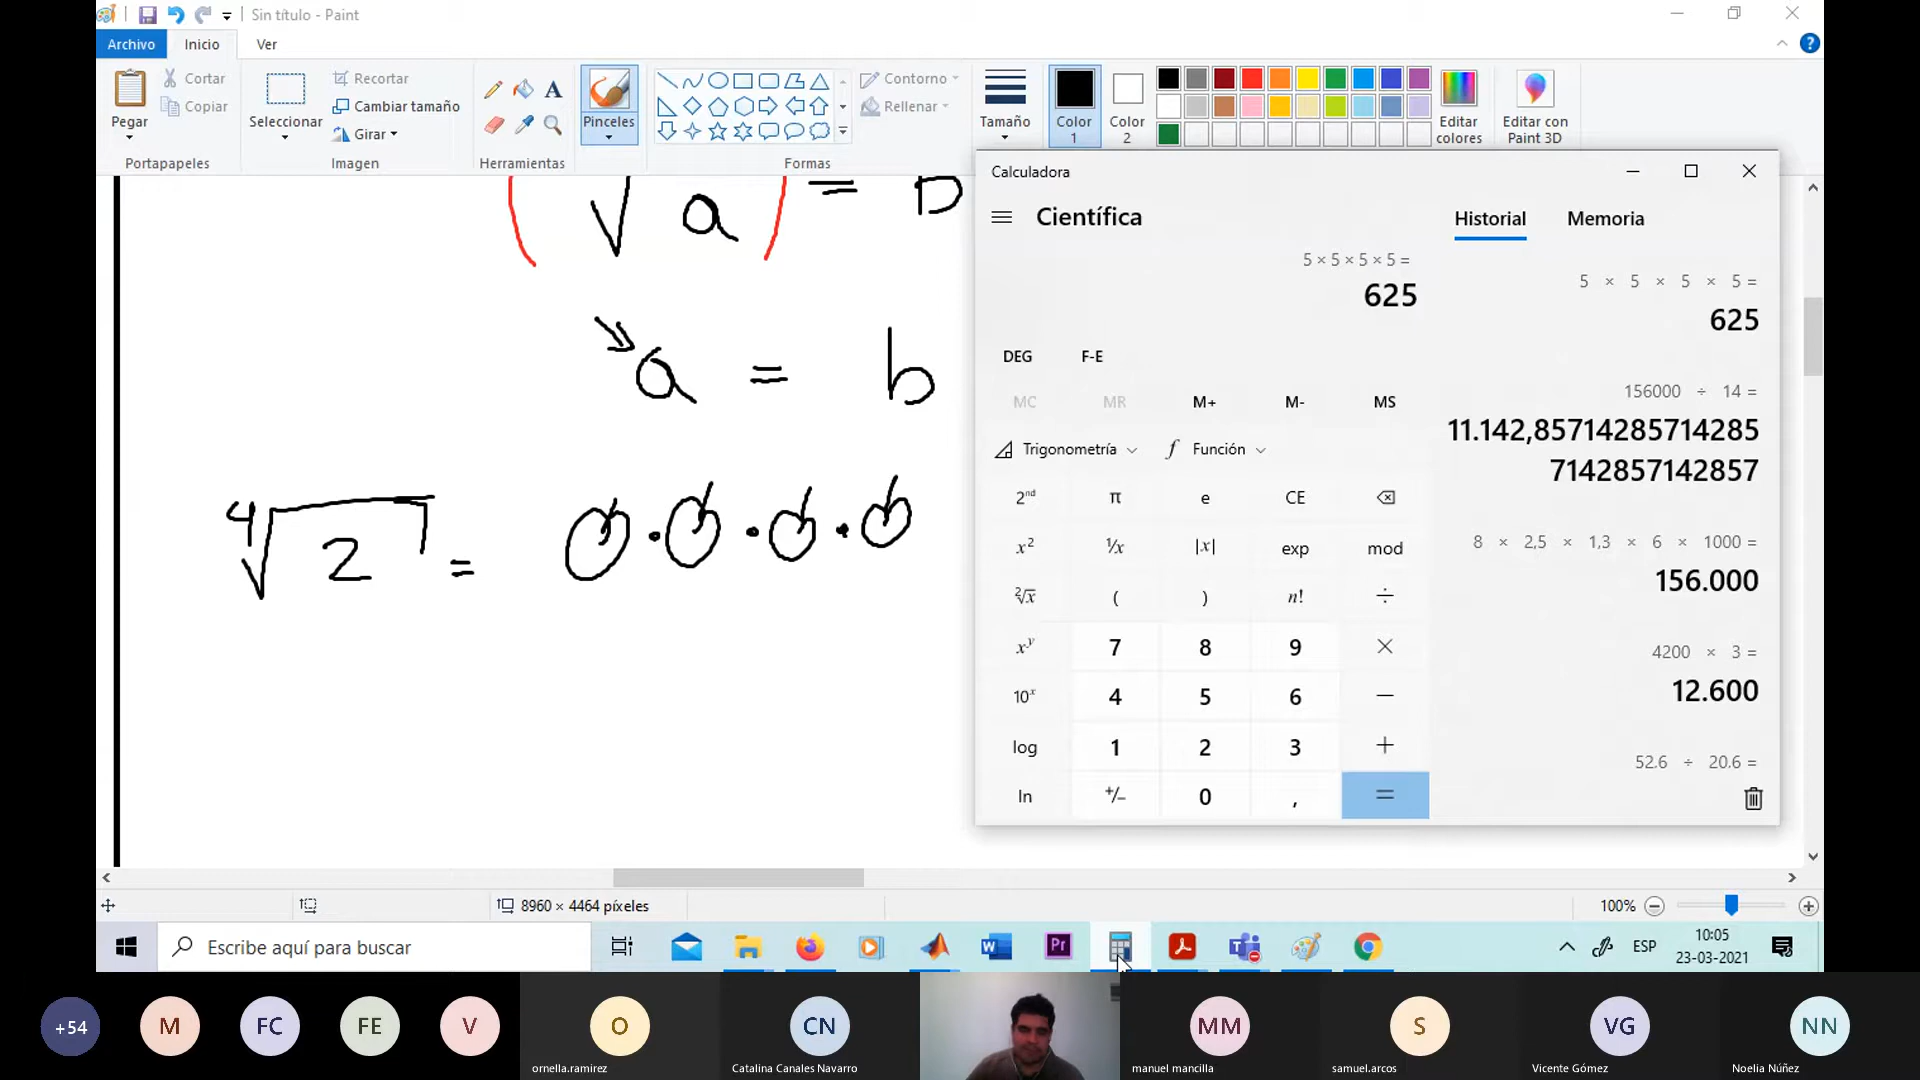 Sin título - Paint
Archivo Inicio Ver
Pegar
Cortar
Copiar
Portapapeles
Seleccionar
Recortar
Cambiar tamaño
Girar
Imagen
A
Herramientas
Pinceles
Contorno
Rellenar
Formas
Tamaño
Color 1
Color 2
Editar colores
Editar con Paint 3D
( √ a ) = b
a = b
4√2 =
Calculadora
Científica
5 × 5 × 5 × 5 =
625
DEG F-E
MC MR M+ M- MS
Trigonometría f Función
2nd π e CE
x² ¹/x |x| exp mod
²√x ( ) n! ÷
xʸ 7 8 9 ×
10ˣ 4 5 6 −
log 1 2 3 +
ln +/− 0 , =
Historial Memoria
5 × 5 × 5 × 5 =
625
156000 ÷ 14 =
11.142,85714285714285
7142857142857
8 × 2,5 × 1,3 × 6 × 1000 =
156.000
4200 × 3 =
12.600
52.6 ÷ 20.6 =
8960 × 4464 píxeles
100%
Escribe aquí para buscar
W
Pr
ESP
10:05
23-03-2021
+54 M FC FE V O CN MM S VG NN
ornella.ramirez Catalina Canales Navarro manuel mancilla samuel.arcos Vicente Gómez Noelia Núñez